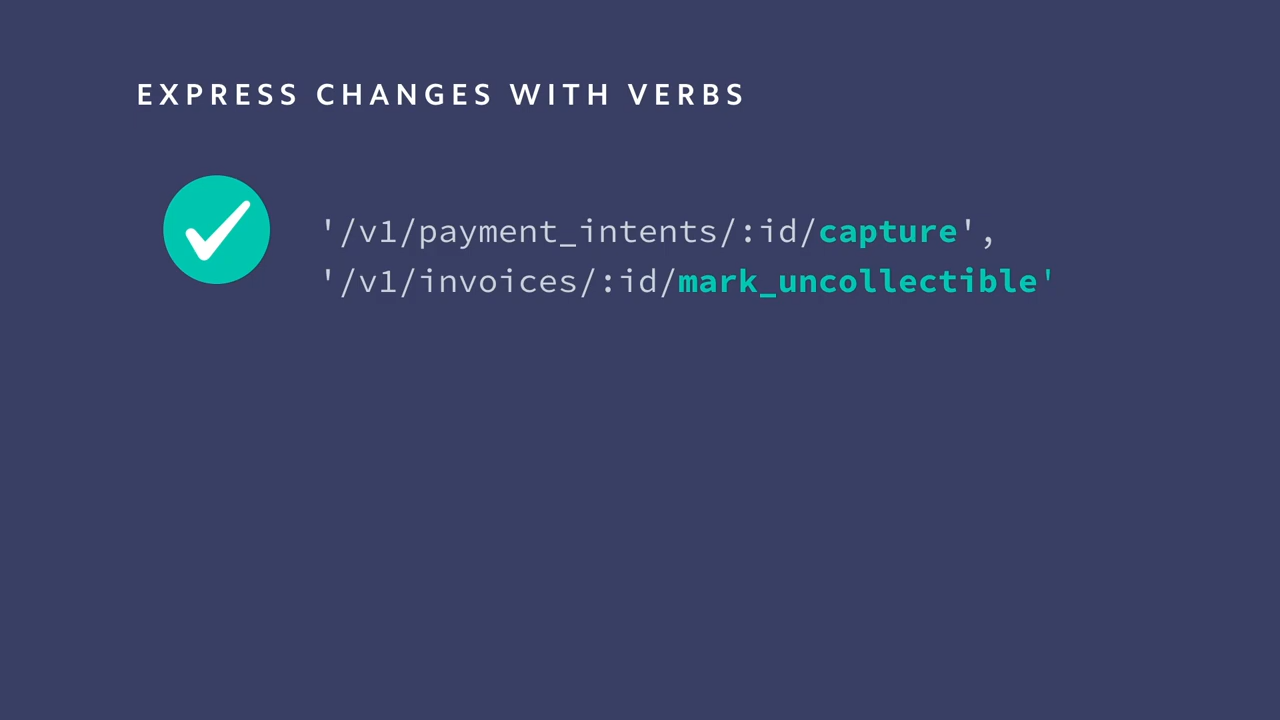 EXPRESS CHANGES WITH VERBS
'/v1/payment_intents/:id/capture',
'/v1/invoices/:id/mark_uncollectible'